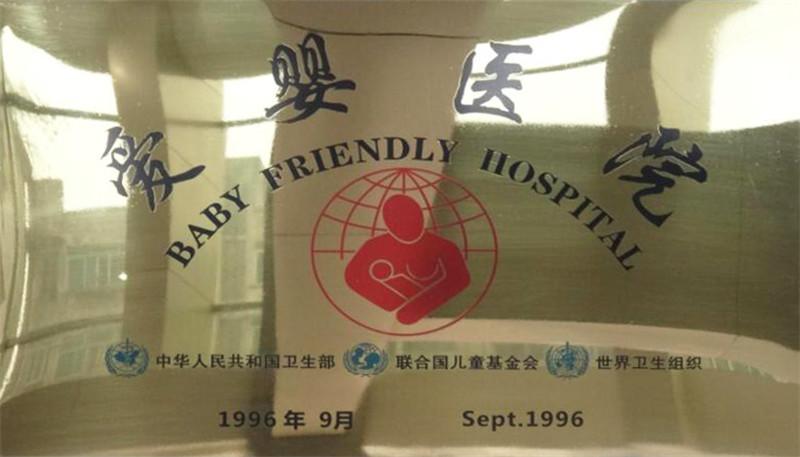 爱婴医院
BABY FRIENDLY HOSPITAL
中华人民共和国卫生部 联合国儿童基金会 世界卫生组织
1996年 9月 Sept.1996